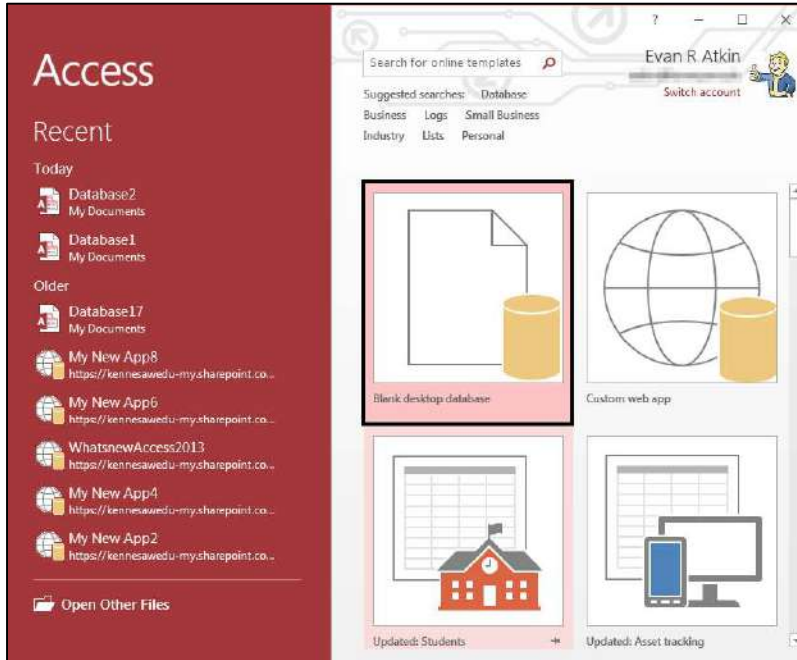 Access
Recent
Today
Database2
My Documents
Database1
My Documents
Older
Database17
My Documents
My New App8
https://kennesawedu-my.sharepoint.co...
My New App6
https://kennesawedu-my.sharepoint.co...
WhatsnewAccess2013
https://kennesawedu-my.sharepoint.co...
My New App4
https://kennesawedu-my.sharepoint.co...
My New App2
https://kennesawedu-my.sharepoint.co...
Open Other Files
?
Search for online templates
Evan R Atkin
Switch account
Suggested searches: Database
Business Logs Small Business
Industry Lists Personal
Blank desktop database
Custom web app
Updated: Students
Updated: Asset tracking